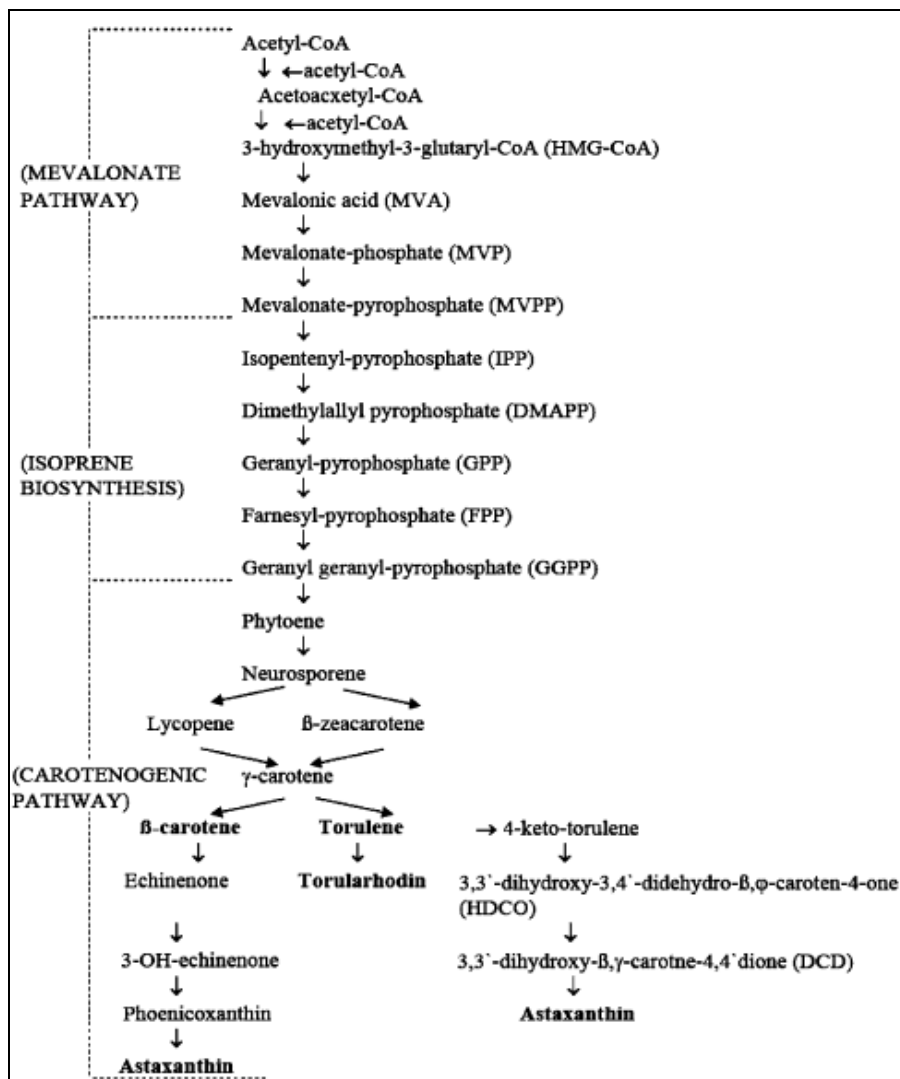 Acetyl-CoA
↓ ←acetyl-CoA
Acetoacxetyl-CoA
↓ ←acetyl-CoA
3-hydroxymethyl-3-glutaryl-CoA (HMG-CoA)
(MEVALONATE
PATHWAY)
↓
Mevalonic acid (MVA)
↓
Mevalonate-phosphate (MVP)
↓
Mevalonate-pyrophosphate (MVPP)
↓
Isopentenyl-pyrophosphate (IPP)
↓
Dimethylallyl pyrophosphate (DMAPP)
↓
(ISOPRENE
BIOSYNTHESIS)
Geranyl-pyrophosphate (GPP)
↓
Farnesyl-pyrophosphate (FPP)
↓
Geranyl geranyl-pyrophosphate (GGPP)
↓
Phytoene
↓
Neurosporene
Lycopene ß-zeacarotene
(CAROTENOGENIC
PATHWAY)
γ-carotene
ß-carotene Torulene → 4-keto-torulene
↓ ↓ ↓
Echinenone Torularhodin 3,3`-dihydroxy-3,4`-didehydro-ß,φ-caroten-4-one
(HDCO)
↓ ↓
3-OH-echinenone 3,3`-dihydroxy-ß,γ-carotne-4,4`dione (DCD)
↓ ↓
Phoenicoxanthin Astaxanthin
↓
Astaxanthin